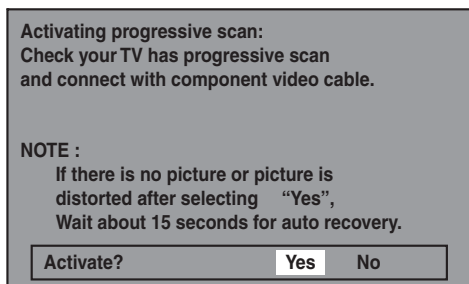 Activating progressive scan:
Check your TV has progressive scan
and connect with component video cable.
NOTE :
If there is no picture or picture is
distorted after selecting “Yes”,
Wait about 15 seconds for auto recovery.
Activate? Yes No